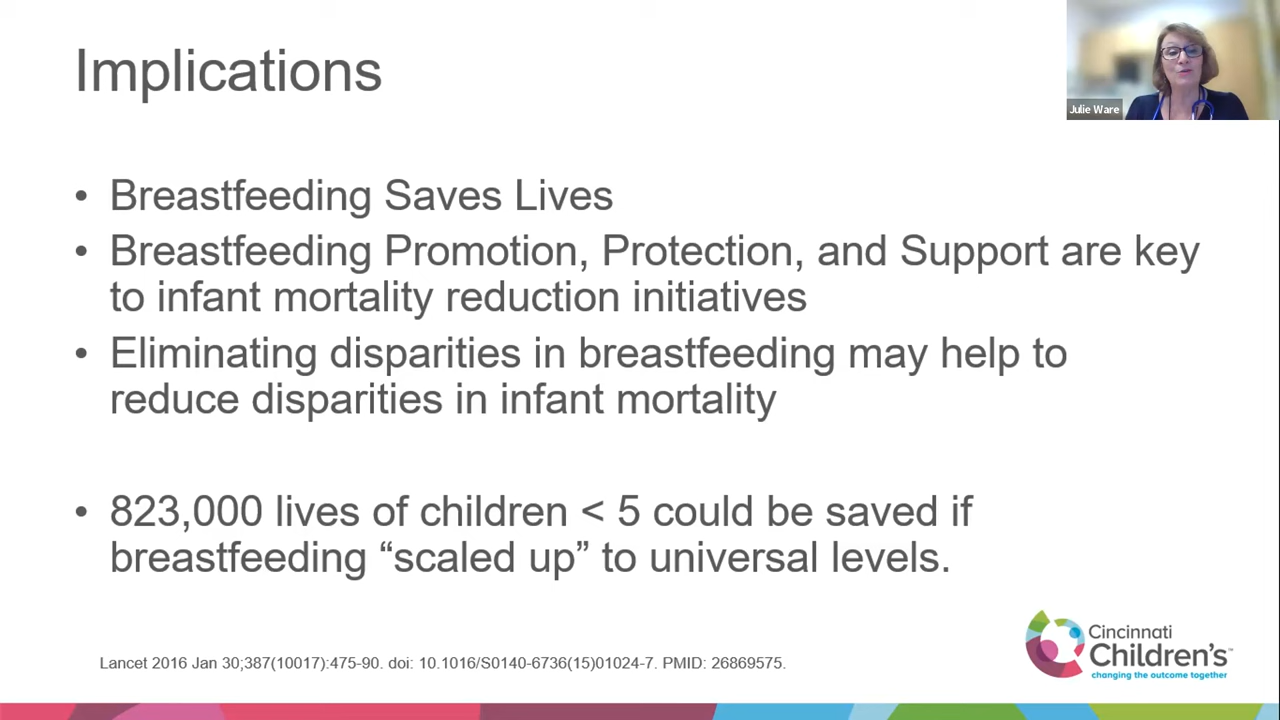 Implications
Julie Ware
• Breastfeeding Saves Lives
• Breastfeeding Promotion, Protection, and Support are key
to infant mortality reduction initiatives
• Eliminating disparities in breastfeeding may help to
reduce disparities in infant mortality
• 823,000 lives of children < 5 could be saved if
breastfeeding “scaled up” to universal levels.
Lancet 2016 Jan 30;387(10017):475-90. doi: 10.1016/S0140-6736(15)01024-7. PMID: 26869575.
Cincinnati
Children's™
changing the outcome together